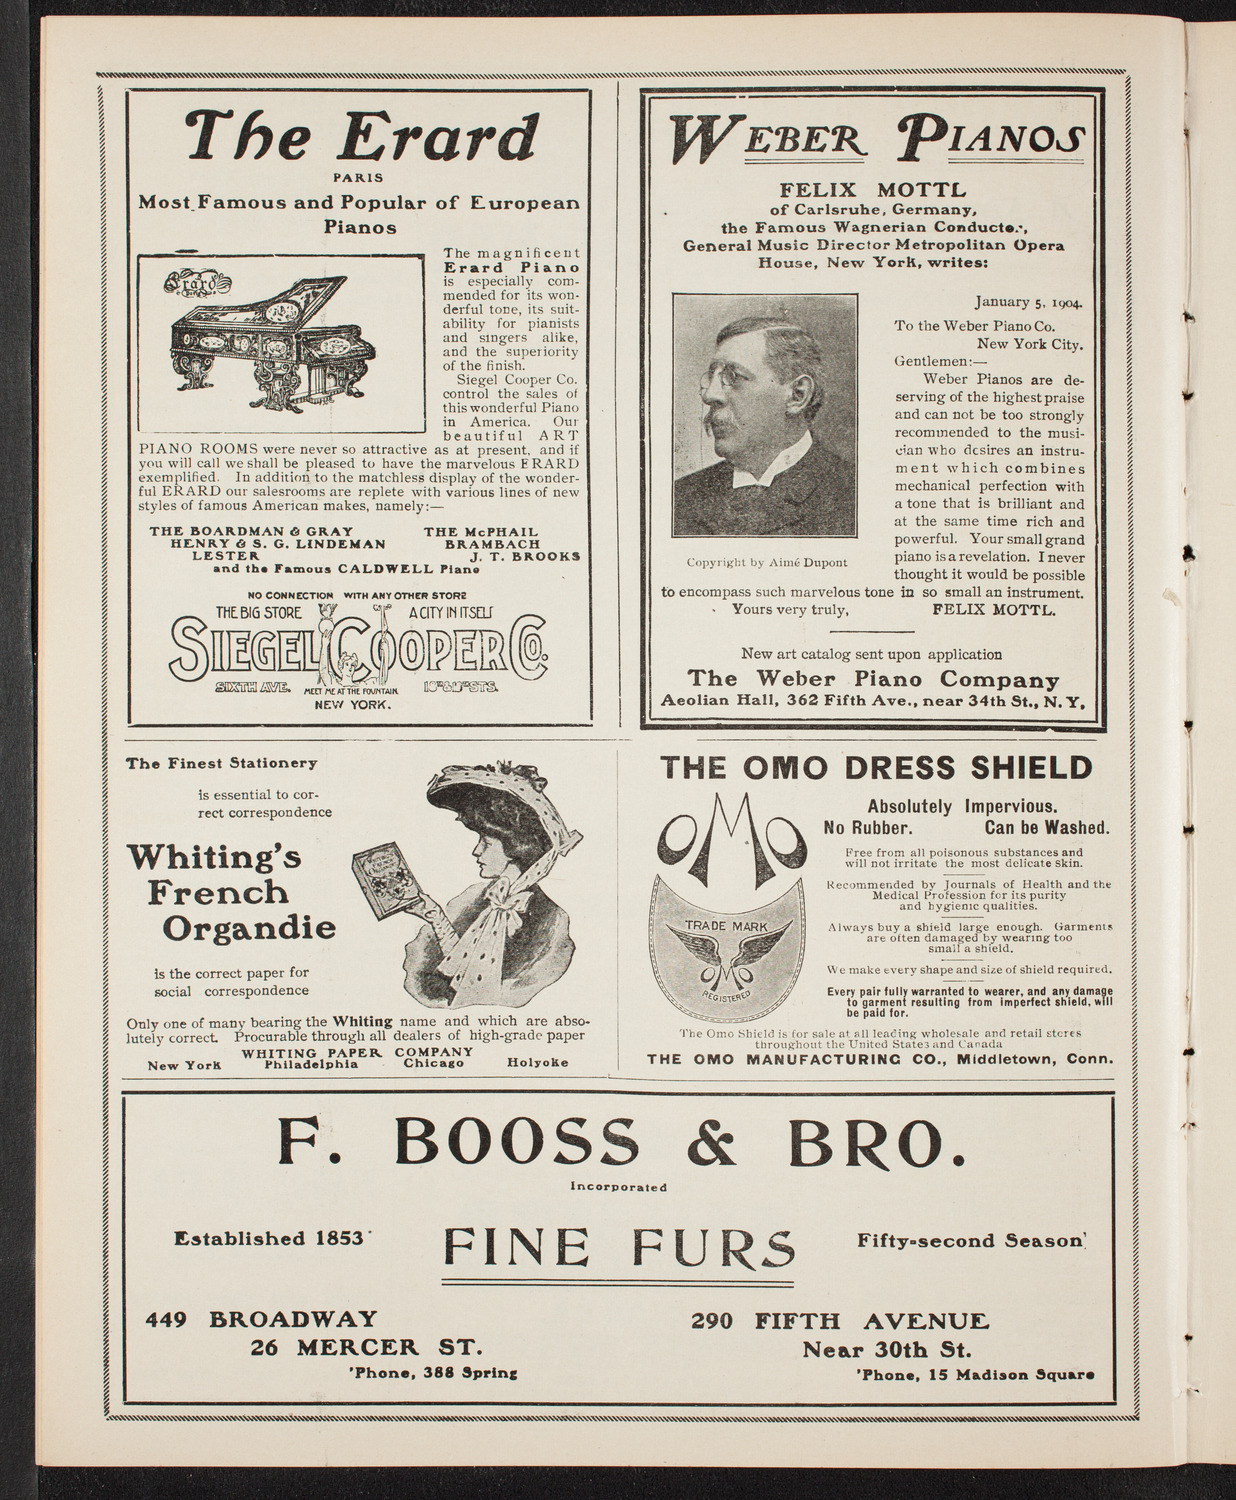 The Erard
PARIS
Most Famous and Popular of European
Pianos
Erard
The magnificent
Erard Piano
is especially com-
mended for its won-
derful tone, its suit-
ability for pianists
and singers alike,
and the superiority
of the finish.
Siegel Cooper Co.
control the sales of
this wonderful Piano
in America. Our
beautiful ART
PIANO ROOMS were never so attractive as at present, and if
you will call we shall be pleased to have the marvelous ERARD
exemplified. In addition to the matchless display of the wonder-
ful ERARD our salesrooms are replete with various lines of new
styles of famous American makes, namely:—
THE BOARDMAN & GRAY THE McPHAIL
HENRY & S. G. LINDEMAN BRAMBACH
LESTER J. T. BROOKS
and the Famous CALDWELL Piano
NO CONNECTION WITH ANY OTHER STORE
THE BIG STORE A CITY IN ITSELF
SIEGEL COOPER CO.
SIXTH AVE. MEET ME AT THE FOUNTAIN. 18TH & 19TH STS.
NEW YORK.
WEBER PIANOS
FELIX MOTTL
of Carlsruhe, Germany,
the Famous Wagnerian Conductor,
General Music Director Metropolitan Opera
House, New York, writes:
January 5, 1904.
To the Weber Piano Co.
New York City.
Gentlemen:—
Weber Pianos are de-
serving of the highest praise
and can not be too strongly
recommended to the musi-
cian who desires an instru-
ment which combines
mechanical perfection with
a tone that is brilliant and
at the same time rich and
powerful. Your small grand
piano is a revelation. I never
thought it would be possible
to encompass such marvelous tone in so small an instrument.
Yours very truly, FELIX MOTTL.
Copyright by Aimé Dupont
New art catalog sent upon application
The Weber Piano Company
Aeolian Hall, 362 Fifth Ave., near 34th St., N. Y.
The Finest Stationery
is essential to cor-
rect correspondence
Whiting's
French
Organdie
is the correct paper for
social correspondence
Only one of many bearing the Whiting name and which are abso-
lutely correct. Procurable through all dealers of high-grade paper
WHITING PAPER COMPANY
New York Philadelphia Chicago Holyoke
THE OMO DRESS SHIELD
OMO
TRADE MARK
OMO
REGISTERED
Absolutely Impervious.
No Rubber. Can be Washed.
Free from all poisonous substances and
will not irritate the most delicate skin.
Recommended by Journals of Health and the
Medical Profession for its purity
and hygienic qualities.
Always buy a shield large enough. Garments
are often damaged by wearing too
small a shield.
We make every shape and size of shield required.
Every pair fully warranted to wearer, and any damage
to garment resulting from imperfect shield, will
be paid for.
The Omo Shield is for sale at all leading wholesale and retail stores
throughout the United States and Canada
THE OMO MANUFACTURING CO., Middletown, Conn.
F. BOOSS & BRO.
Incorporated
Established 1853 FINE FURS Fifty-second Season
449 BROADWAY
26 MERCER ST.
'Phone, 388 Spring
290 FIFTH AVENUE
Near 30th St.
'Phone, 15 Madison Square